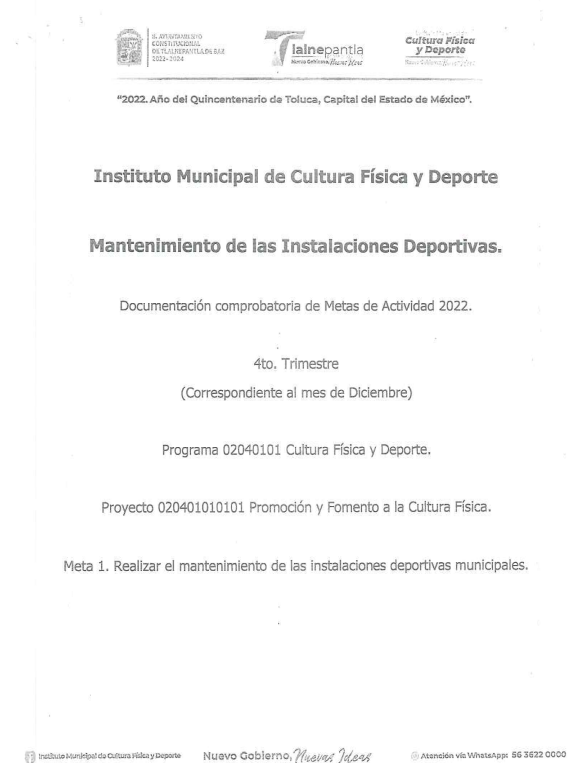 H. AYUNTAMIENTO
CONSTITUCIONAL
DE TLALNEPANTLA DE BAZ
2022-2024
Tlalnepantla
Nuevo Gobierno, Nuevas Ideas
Cultura Física
y Deporte
Nuevo Gobierno, Nuevas Ideas
"2022. Año del Quincentenario de Toluca, Capital del Estado de México".
Instituto Municipal de Cultura Física y Deporte
Mantenimiento de las Instalaciones Deportivas.
Documentación comprobatoria de Metas de Actividad 2022.
4to. Trimestre
(Correspondiente al mes de Diciembre)
Programa 02040101 Cultura Física y Deporte.
Proyecto 020401010101 Promoción y Fomento a la Cultura Física.
Meta 1. Realizar el mantenimiento de las instalaciones deportivas municipales.
Instituto Municipal de Cultura Física y Deporte
Nuevo Gobierno, Nuevas Ideas
Atención vía WhatsApp: 56 3622 0000